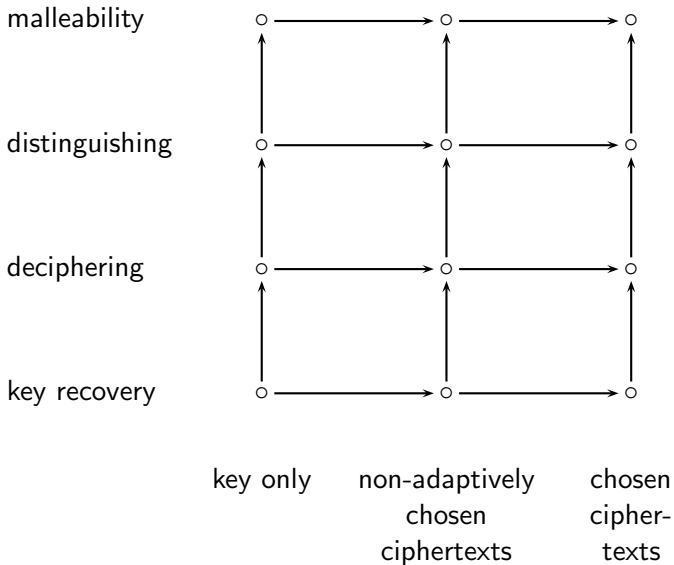 malleability
distinguishing
deciphering
key recovery
key only
non-adaptively
chosen
ciphertexts
chosen
cipher-
texts